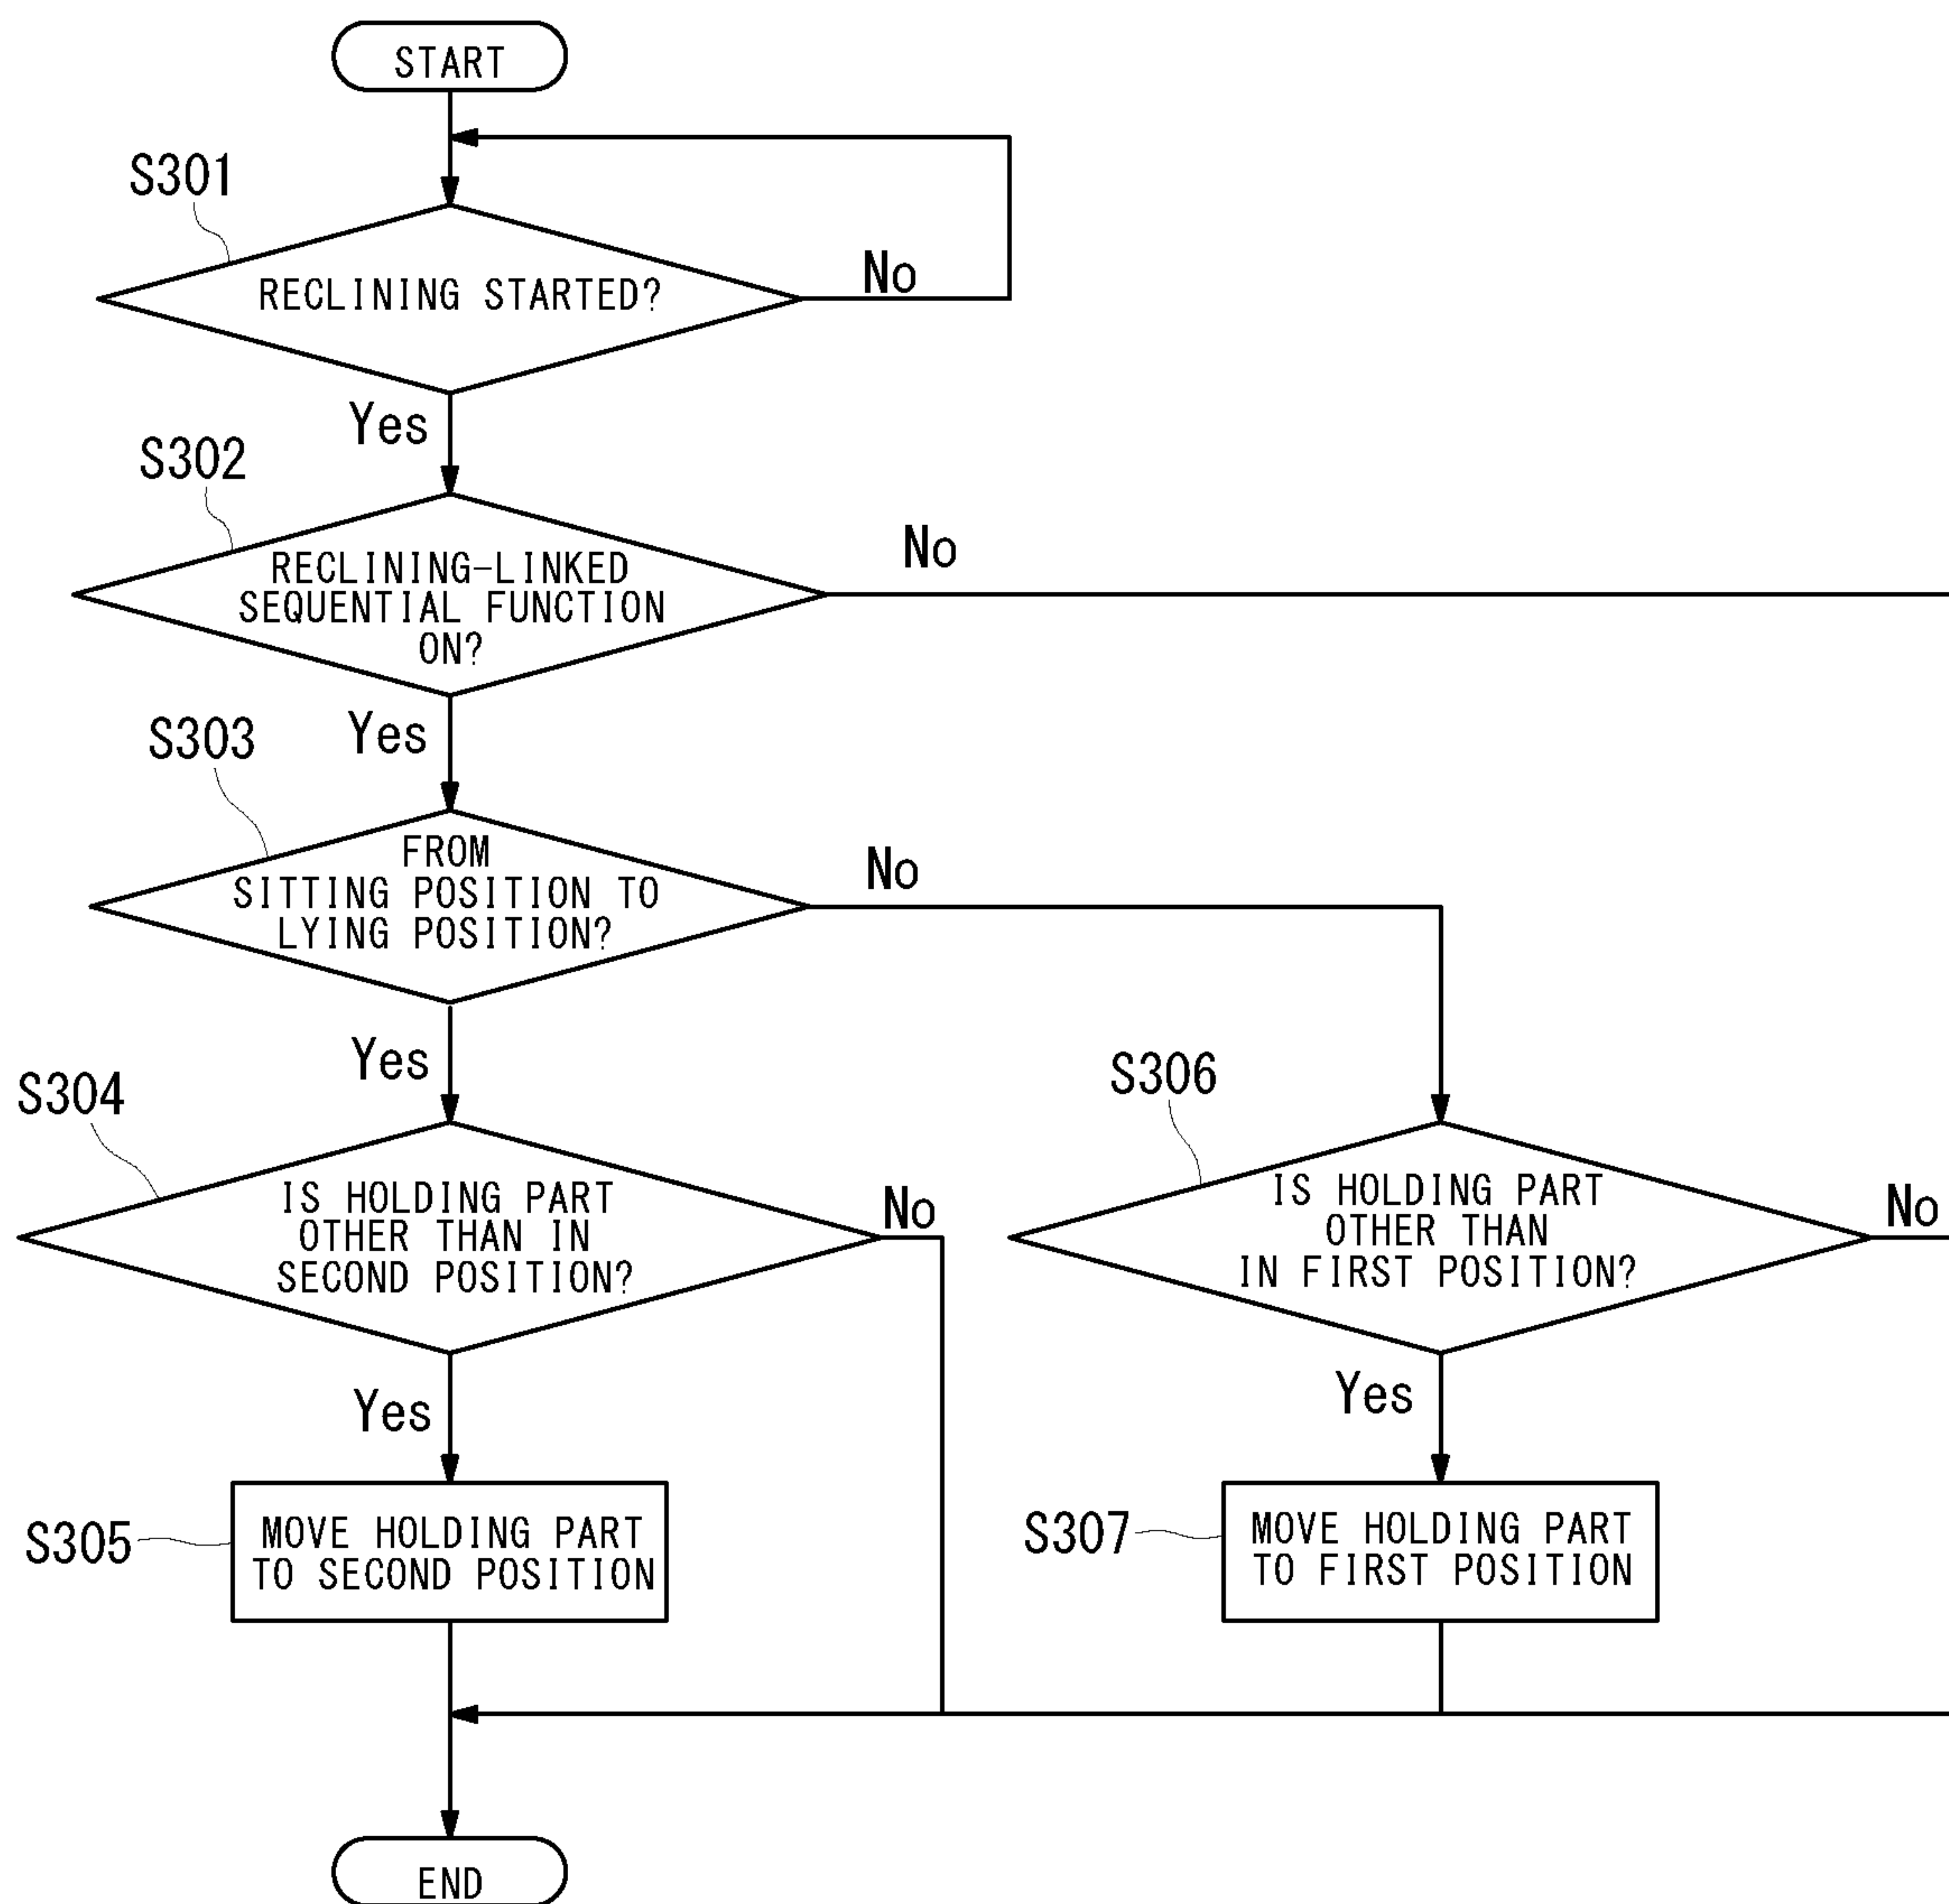 START
S301
RECLINING STARTED?
No
Yes
S302
RECLINING-LINKED
SEQUENTIAL FUNCTION
ON?
No
Yes
S303
FROM
SITTING POSITION TO
LYING POSITION?
No
Yes
S304
IS HOLDING PART
OTHER THAN IN
SECOND POSITION?
No
S306
IS HOLDING PART
OTHER THAN
IN FIRST POSITION?
No
Yes
Yes
S305
MOVE HOLDING PART
TO SECOND POSITION
S307
MOVE HOLDING PART
TO FIRST POSITION
END